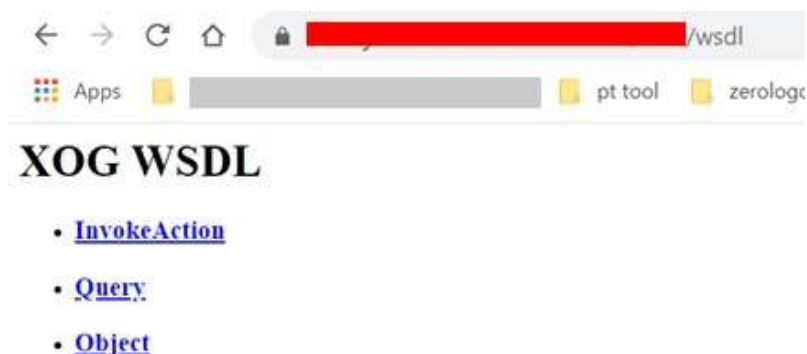 /wsdl
Apps pt tool zerologo
XOG WSDL
InvokeAction
Query
Object